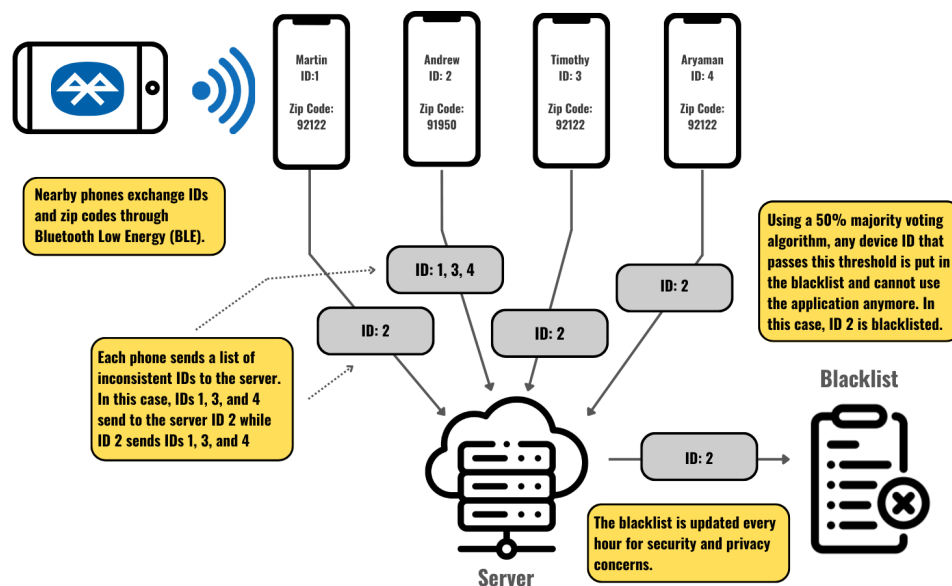 Martin
ID:1
Zip Code:
92122
Andrew
ID: 2
Zip Code:
91950
Timothy
ID: 3
Zip Code:
92122
Aryaman
ID: 4
Zip Code:
92122
Nearby phones exchange IDs
and zip codes through
Bluetooth Low Energy (BLE).
Using a 50% majority voting
algorithm, any device ID that
passes this threshold is put in
the blacklist and cannot use
the application anymore. In
this case, ID 2 is blacklisted.
ID: 1, 3, 4
ID: 2
ID: 2
ID: 2
Each phone sends a list of
inconsistent IDs to the server.
In this case, IDs 1, 3, and 4
send to the server ID 2 while
ID 2 sends IDs 1, 3, and 4
Blacklist
ID: 2
The blacklist is updated every
hour for security and privacy
concerns.
Server